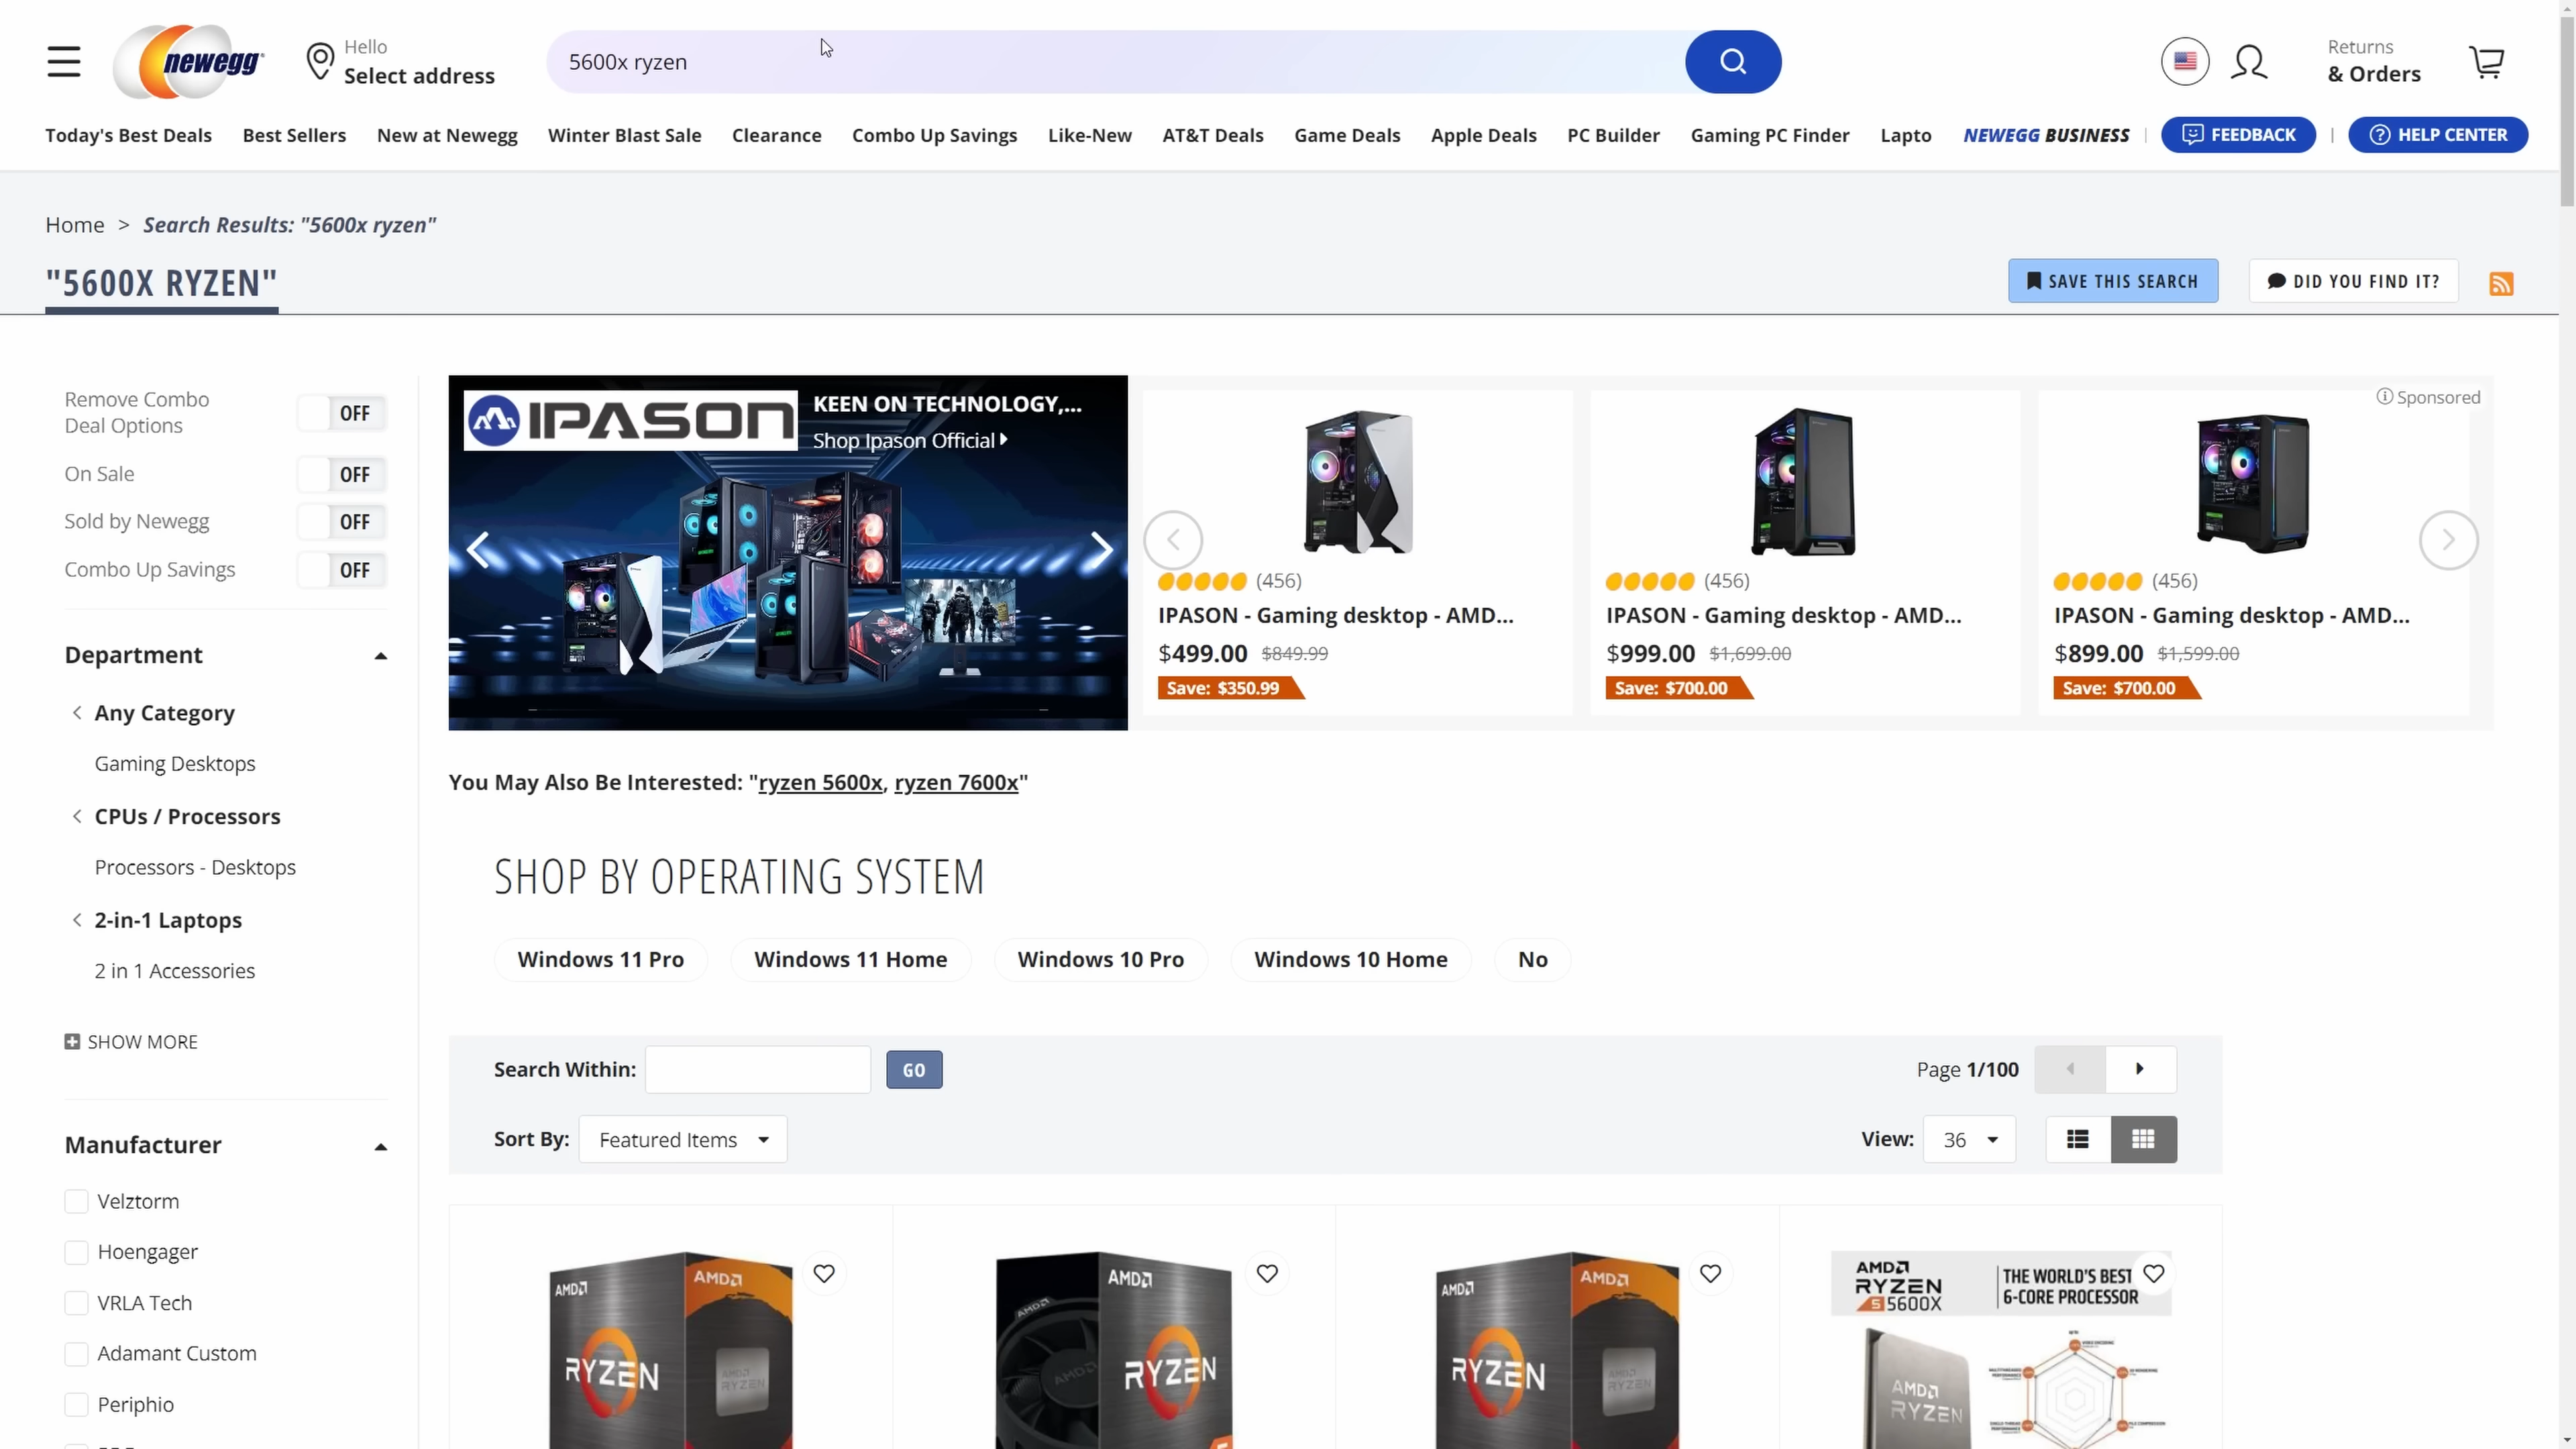 newegg
Hello
Select address
5600x ryzen
Returns
& Orders
Today's Best Deals
Best Sellers
New at Newegg
Winter Blast Sale
Clearance
Combo Up Savings
Like-New
AT&T Deals
Game Deals
Apple Deals
PC Builder
Gaming PC Finder
Lapto
NEWEGG BUSINESS
FEEDBACK
HELP CENTER
Home > Search Results: "5600x ryzen"
"5600X RYZEN"
SAVE THIS SEARCH
DID YOU FIND IT?
Remove Combo
Deal Options
OFF
On Sale
OFF
Sold by Newegg
OFF
Combo Up Savings
OFF
Department
Any Category
Gaming Desktops
CPUs / Processors
Processors - Desktops
2-in-1 Laptops
2 in 1 Accessories
SHOW MORE
Manufacturer
Velztorm
Hoengager
VRLA Tech
Adamant Custom
Periphio
IPASON
KEEN ON TECHNOLOGY,...
Shop Ipason Official
Sponsored
(456)
IPASON - Gaming desktop - AMD...
$499.00 $849.99
Save: $350.99
(456)
IPASON - Gaming desktop - AMD...
$999.00 $1,699.00
Save: $700.00
(456)
IPASON - Gaming desktop - AMD...
$899.00 $1,599.00
Save: $700.00
You May Also Be Interested: "ryzen 5600x, ryzen 7600x"
SHOP BY OPERATING SYSTEM
Windows 11 Pro
Windows 11 Home
Windows 10 Pro
Windows 10 Home
No
Search Within:
GO
Page 1/100
Sort By: Featured Items
View: 36
AMD
AMD
RYZEN
RYZEN
AMD
AMD
AMD
RYZEN
AMD
AMD
RYZEN
RYZEN
AMD
RYZEN
5 5600X
THE WORLD'S BEST
6-CORE PROCESSOR
AMD
RYZEN